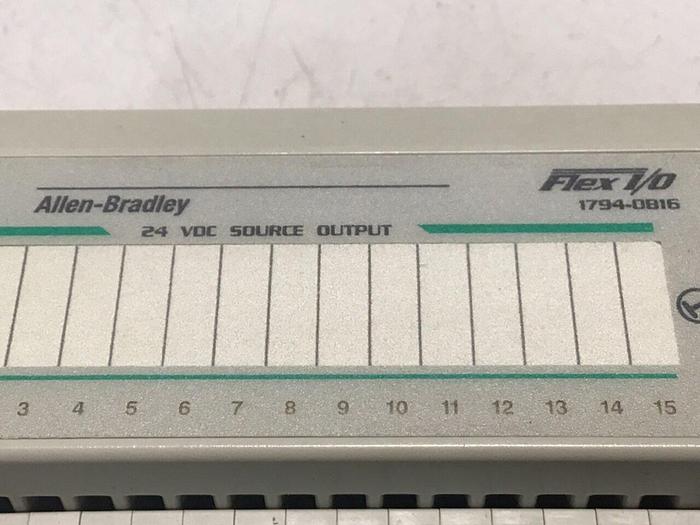 Flex I/O
Allen-Bradley
1794-OB16
24 VDC SOURCE OUTPUT
3 4 5 6 7 8 9 10 11 12 13 14 15